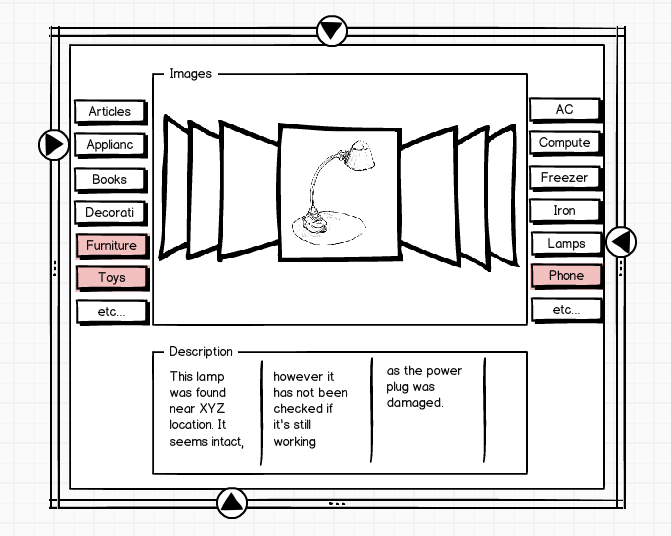 Images
Articles
Applianc
Books
Decorati
Furniture
Toys
etc...
AC
Compute
Freezer
Iron
Lamps
Phone
etc...
Description
This lamp
was found
near XYZ
location. It
seems intact,
however it
has not been
checked if
it's still
working
as the power
plug was
damaged.